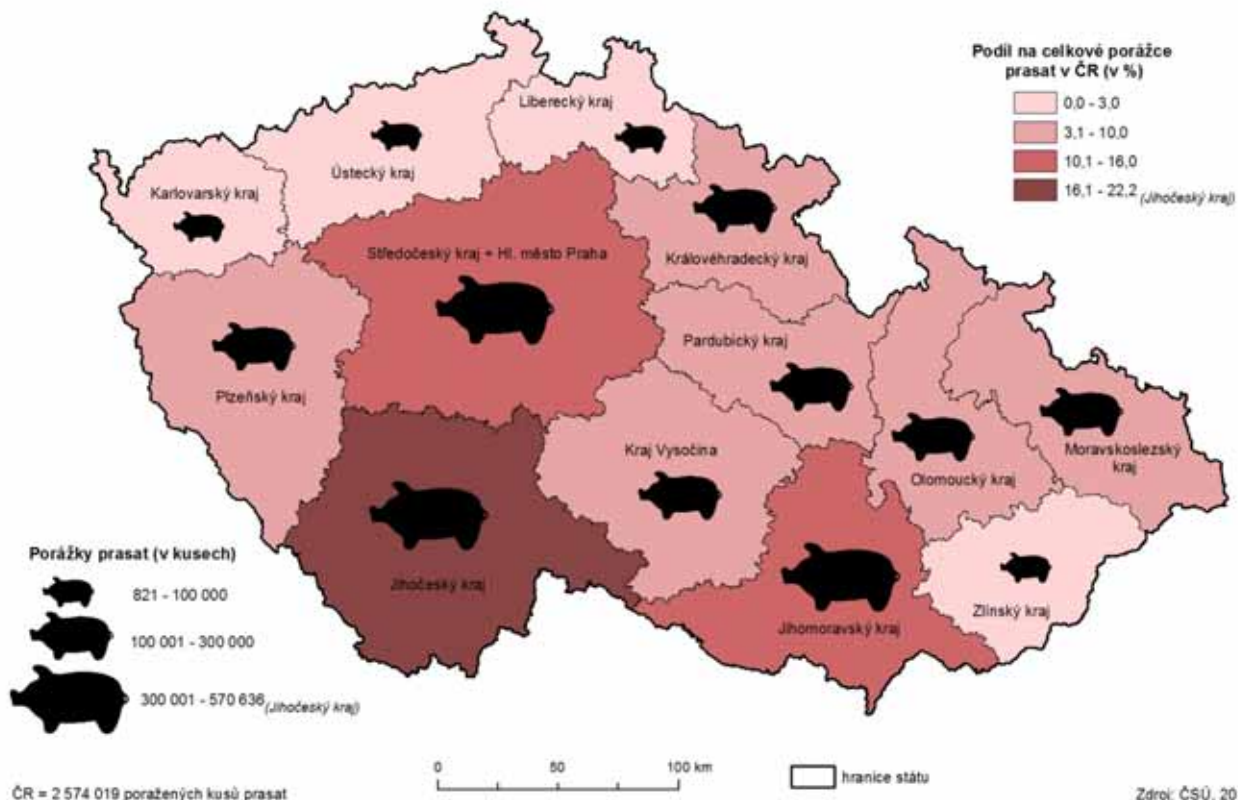 Podíl na celkové porážce
prasat v ČR (v %)
0,0 - 3,0
3,1 - 10,0
10,1 - 16,0
16,1 - 22,2 (Jihočeský kraj)
Liberecký kraj
Ústecký kraj
Karlovarský kraj
Středočeský kraj + Hl. město Praha
Královéhradecký kraj
Pardubický kraj
Plzeňský kraj
Kraj Vysočina
Moravskoslezský
kraj
Olomoucký kraj
Jihočeský kraj
Zlínský kraj
Jihomoravský kraj
Porážky prasat (v kusech)
821 - 100 000
100 001 - 300 000
300 001 - 570 636 (Jihočeský kraj)
0 50 100 km
hranice státu
ČR = 2 574 019 poražených kusů prasat
Zdroj: ČSÚ, 20